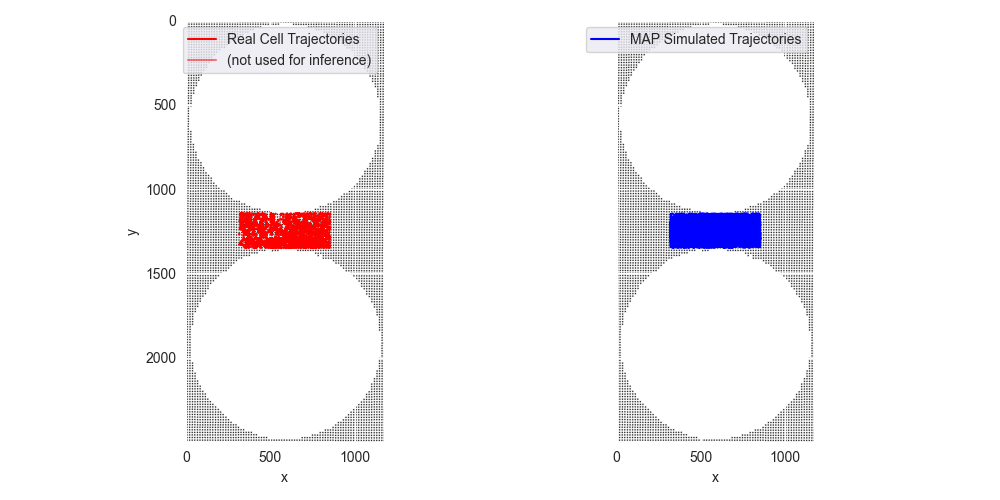 Real Cell Trajectories
(not used for inference)
MAP Simulated Trajectories
0
500
1000
1500
2000
y
0 500 1000
x
0 500 1000
x